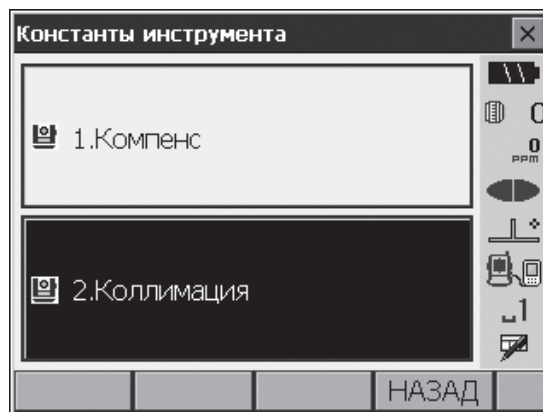 Константы инструмента
1.Компенс
0
0
ppm
2.Коллимация
1
НАЗАД